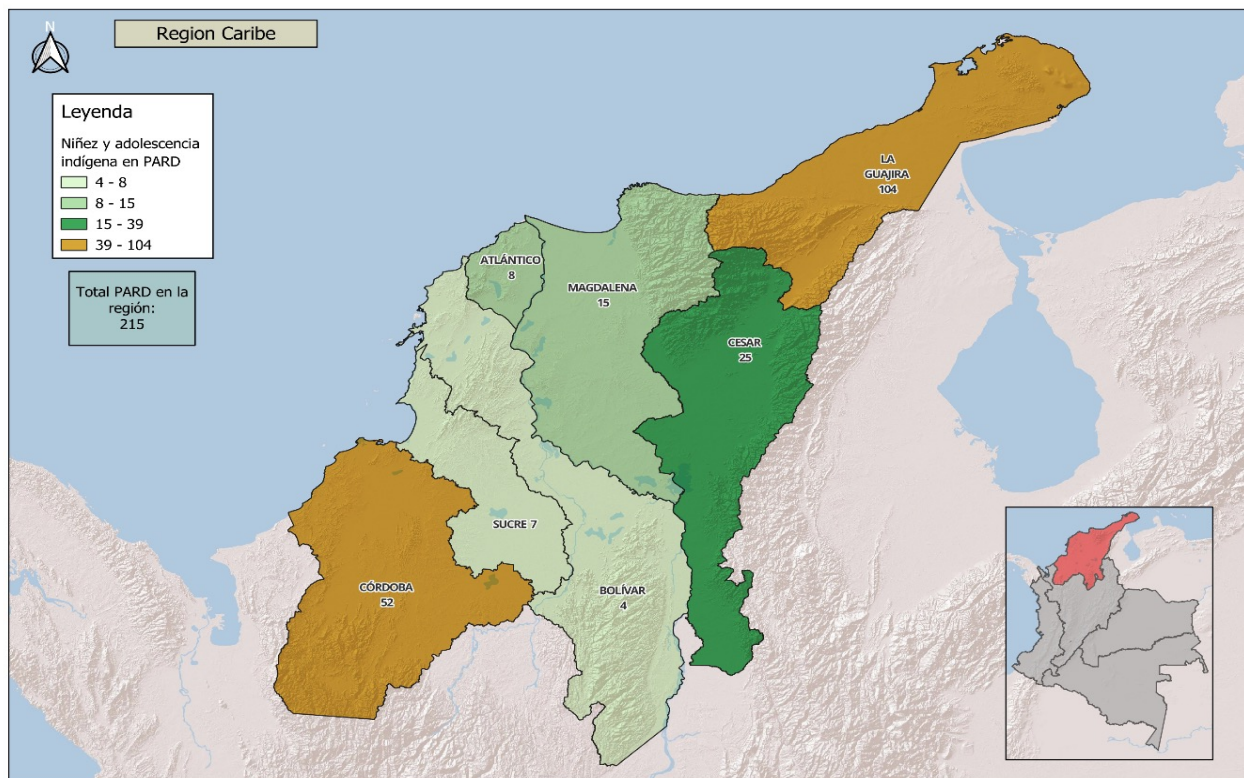 N
Region Caribe
Leyenda
Niñez y adolescencia
indígena en PARD
4 - 8
8 - 15
15 - 39
39 - 104
Total PARD en la
región:
215
LA
GUAJIRA
104
ATLÁNTICO
8
MAGDALENA
15
CESAR
25
SUCRE 7
CÓRDOBA
52
BOLÍVAR
4